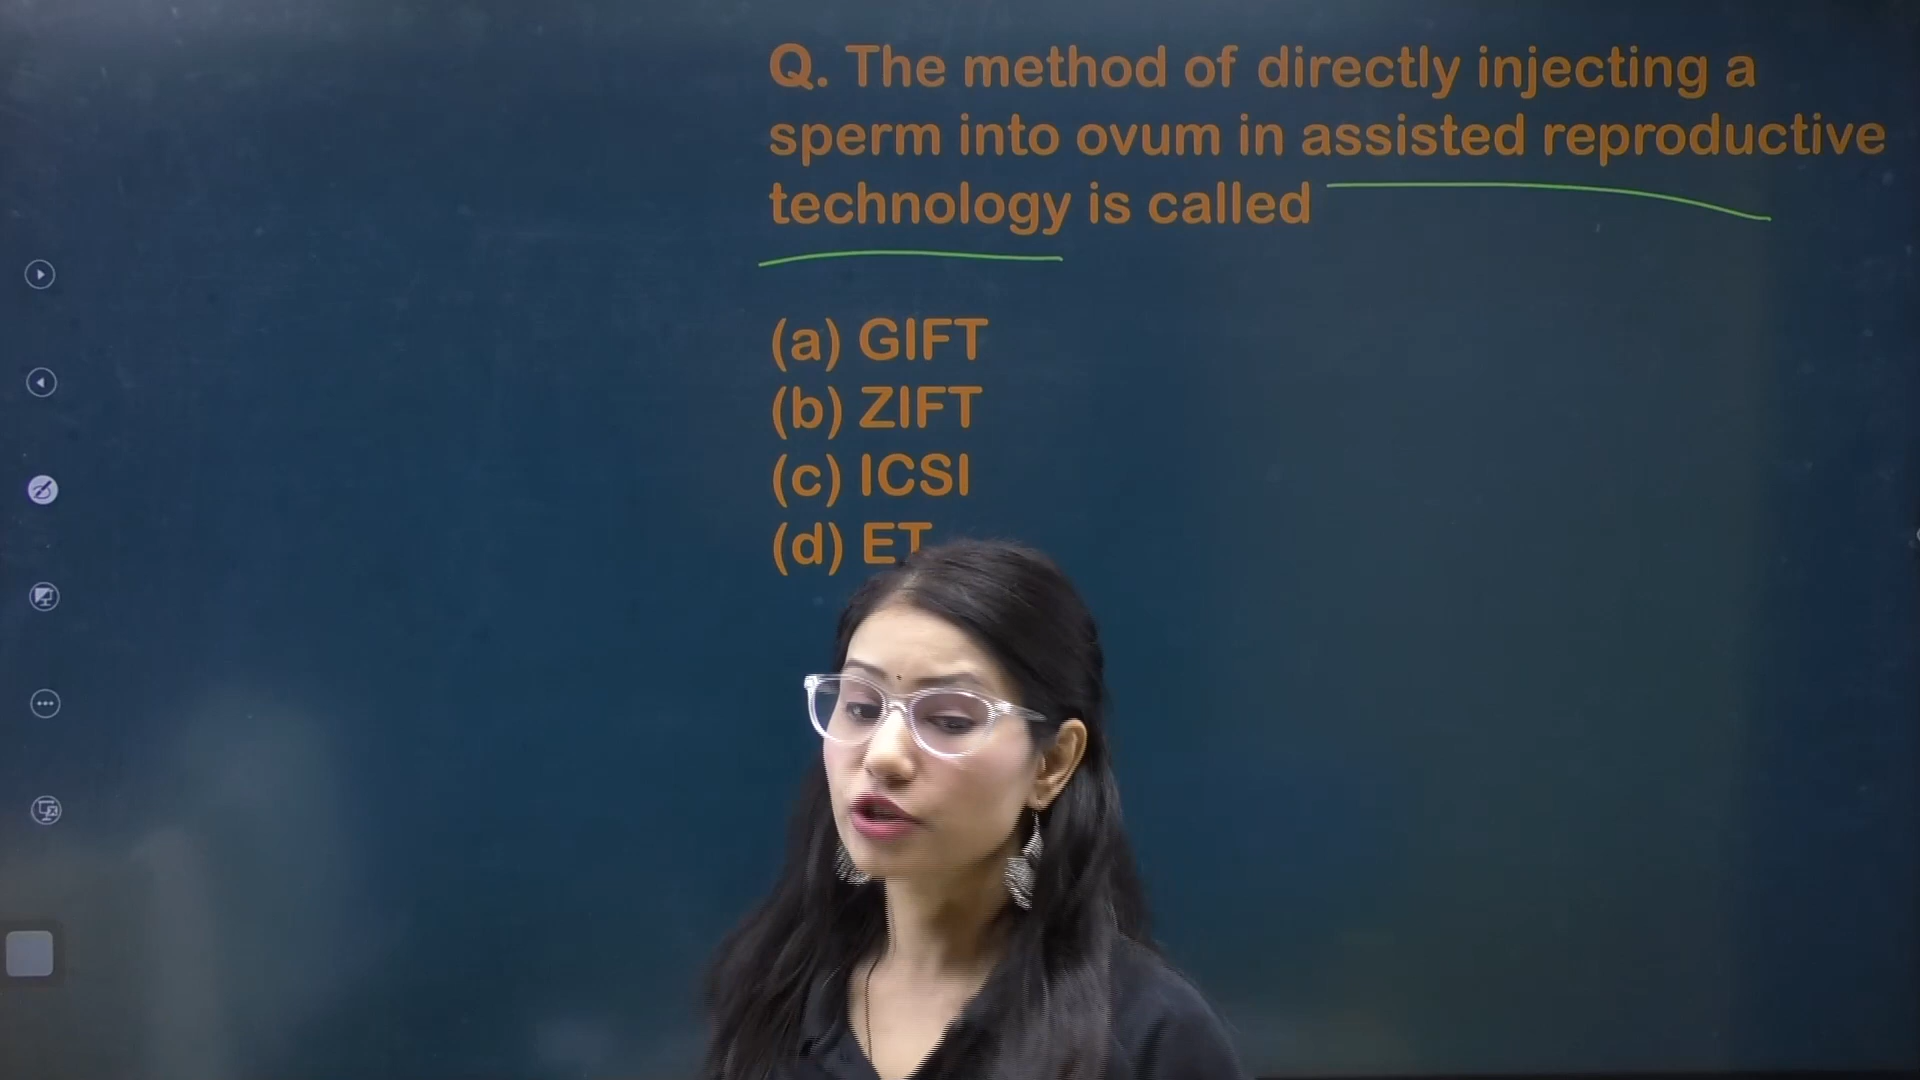 Q. The method of directly injecting a
sperm into ovum in assisted reproductive
technology is called
(a) GIFT
(b) ZIFT
(c) ICSI
(d) ET